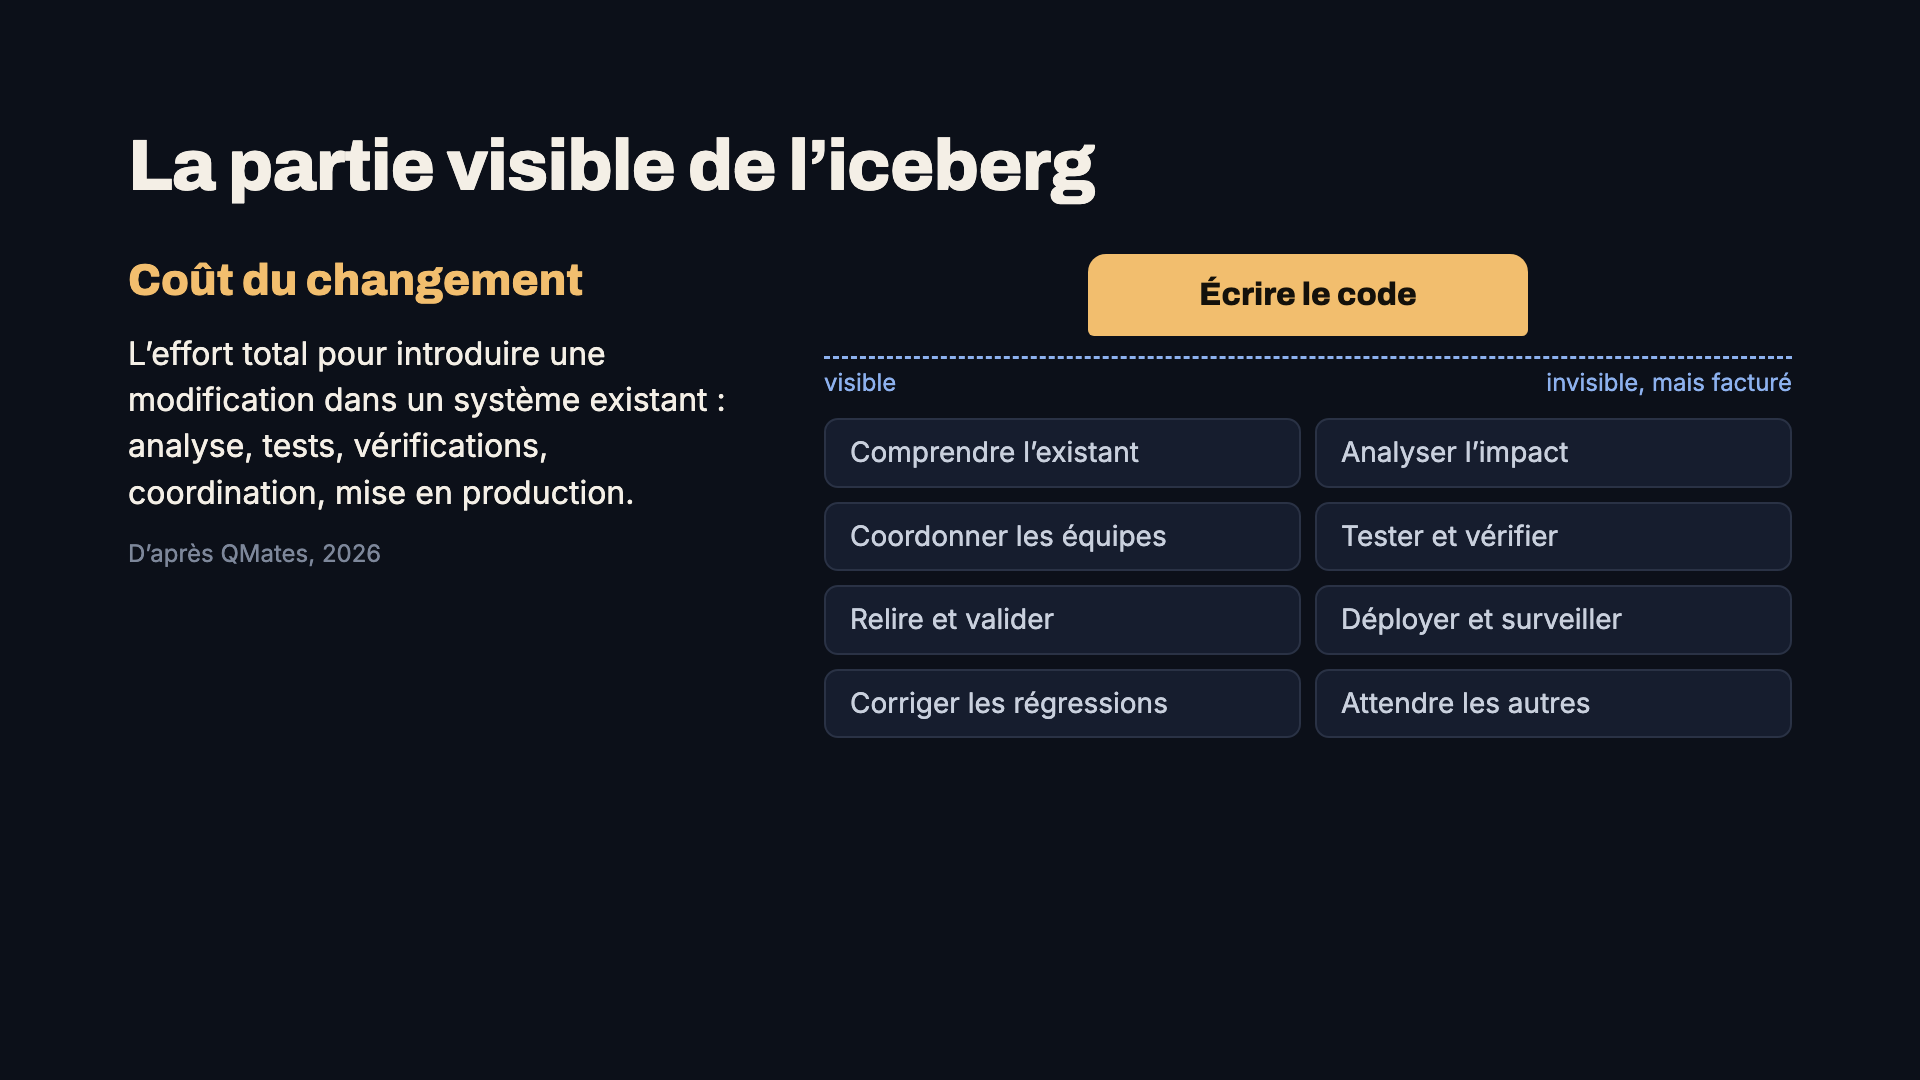 La partie visible de l’iceberg
Coût du changement
L’effort total pour introduire une
modification dans un système existant :
analyse, tests, vérifications,
coordination, mise en production.
D’après QMates, 2026
Écrire le code
visible
invisible, mais facturé
Comprendre l’existant
Analyser l’impact
Coordonner les équipes
Tester et vérifier
Relire et valider
Déployer et surveiller
Corriger les régressions
Attendre les autres